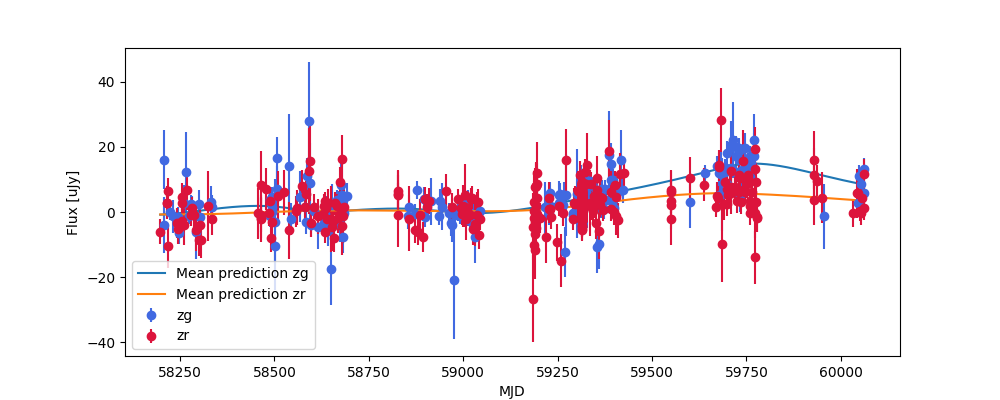 Flux [uJy]
40
20
0
−20
−40
Mean prediction zg
Mean prediction zr
zg
zr
58250
58500
58750
59000
59250
59500
59750
60000
MJD